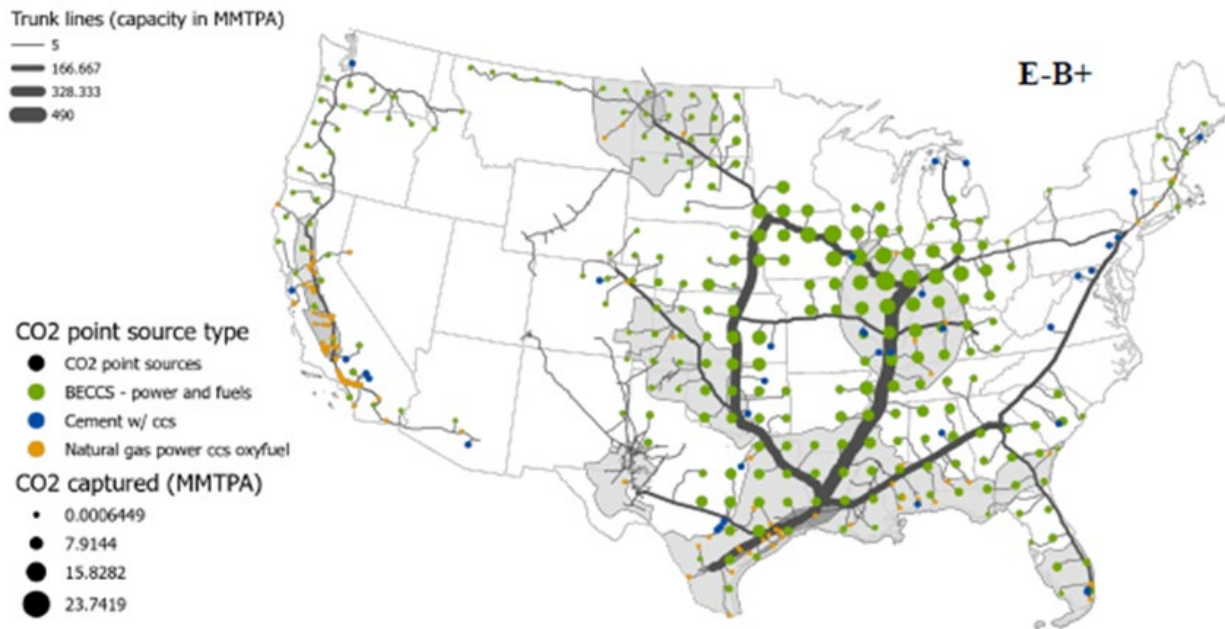 Trunk lines (capacity in MMTPA)
5
166.667
328.333
490
E-B+
CO2 point source type
CO2 point sources
BECCS - power and fuels
Cement w/ ccs
Natural gas power ccs oxyfuel
CO2 captured (MMTPA)
0.0006449
7.9144
15.8282
23.7419